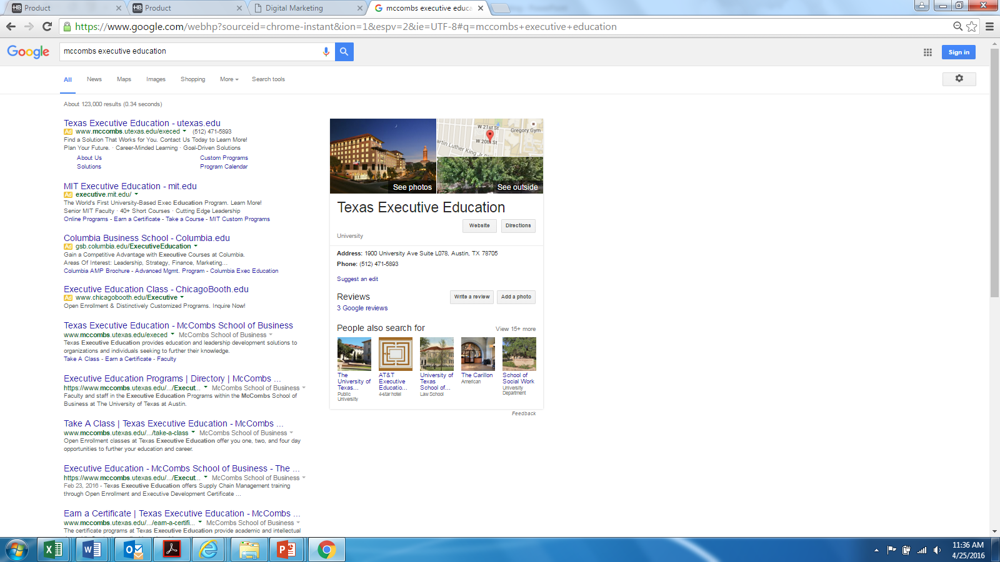 Product
Product
Digital Marketing
mccombs executive educa
https://www.google.com/webhp?sourceid=chrome-instant&ion=1&espv=2&ie=UTF-8#q=mccombs+executive+education
Google
mccombs executive education
Sign in
All News Maps Images Shopping More Search tools
About 123,000 results (0.34 seconds)
Texas Executive Education - utexas.edu
Ad www.mccombs.utexas.edu/execed (512) 471-5893
Find a Solution That Works for You. Contact Us Today to Learn More!
Plan Your Future. · Career-Minded Learning · Goal-Driven Solutions
About Us Custom Programs
Solutions Program Calendar
MIT Executive Education - mit.edu
Ad executive.mit.edu/
The World's First University-Based Exec Education Program. Learn More!
Senior MIT Faculty · 40+ Short Courses · Cutting Edge Leadership
Online Programs - Earn a Certificate - Take a Course - MIT Custom Programs
Columbia Business School - Columbia.edu
Ad gsb.columbia.edu/ExecutiveEducation
Gain a Competitive Advantage with Executive Courses at Columbia.
Areas Of Interest: Leadership, Strategy, Finance, Marketing...
Columbia AMP Brochure - Advanced Mgmt. Program - Columbia Exec Education
Executive Education Class - ChicagoBooth.edu
Ad www.chicagobooth.edu/Executive
Open Enrollment & Distinctively Customized Programs. Inquire Now!
Texas Executive Education - McCombs School of Business
www.mccombs.utexas.edu/execed McCombs School of Business
Texas Executive Education provides education and leadership development solutions to
organizations and individuals seeking to further their knowledge.
Take A Class - Earn a Certificate - Faculty
Executive Education Programs | Directory | McCombs ...
https://www.mccombs.utexas.edu/.../Execut... McCombs School of Business
Faculty and staff in the Executive Education Programs within the McCombs School of
Business at The University of Texas at Austin.
Take A Class | Texas Executive Education - McCombs ...
www.mccombs.utexas.edu/.../take-a-class McCombs School of Business
Open Enrollment classes at Texas Executive Education offer you one, two, and four day
opportunities to further your education and career.
Executive Education - McCombs School of Business - The ...
https://www.mccombs.utexas.edu/.../Execut... McCombs School of Business
Feb 23, 2016 - Texas Executive Education offers Supply Chain Management training
through Open Enrollment and Executive Development Certificate ...
Earn a Certificate | Texas Executive Education - McCombs ...
www.mccombs.utexas.edu/.../earn-a-certifi... McCombs School of Business
The certificate programs at Texas Executive Education provide academic and intellectual
See photos
W 21st St
Gregory Gym
W 20th St
artin Luther King Jr
See outside
Texas Executive Education
Website Directions
University
Address: 1900 University Ave Suite L078, Austin, TX 78705
Phone: (512) 471-5893
Suggest an edit
Reviews
Write a review Add a photo
3 Google reviews
People also search for
View 15+ more
The University of Texas...
Public University
AT&T Executive Educatio...
4-star hotel
University of Texas School of...
Law School
The Carillon
American
School of Social Work
University Department
Feedback
11:36 AM
4/25/2016